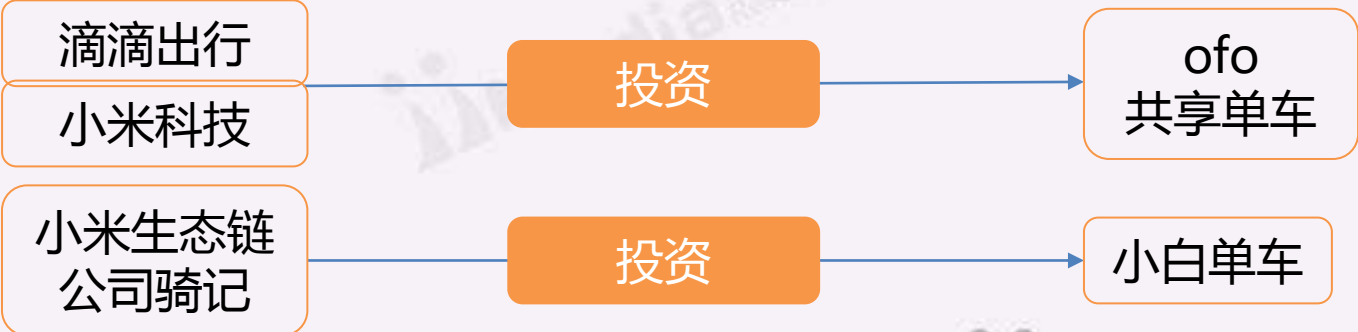 滴滴出行
小米科技
投资
ofo
共享单车
小米生态链
公司骑记
投资
小白单车